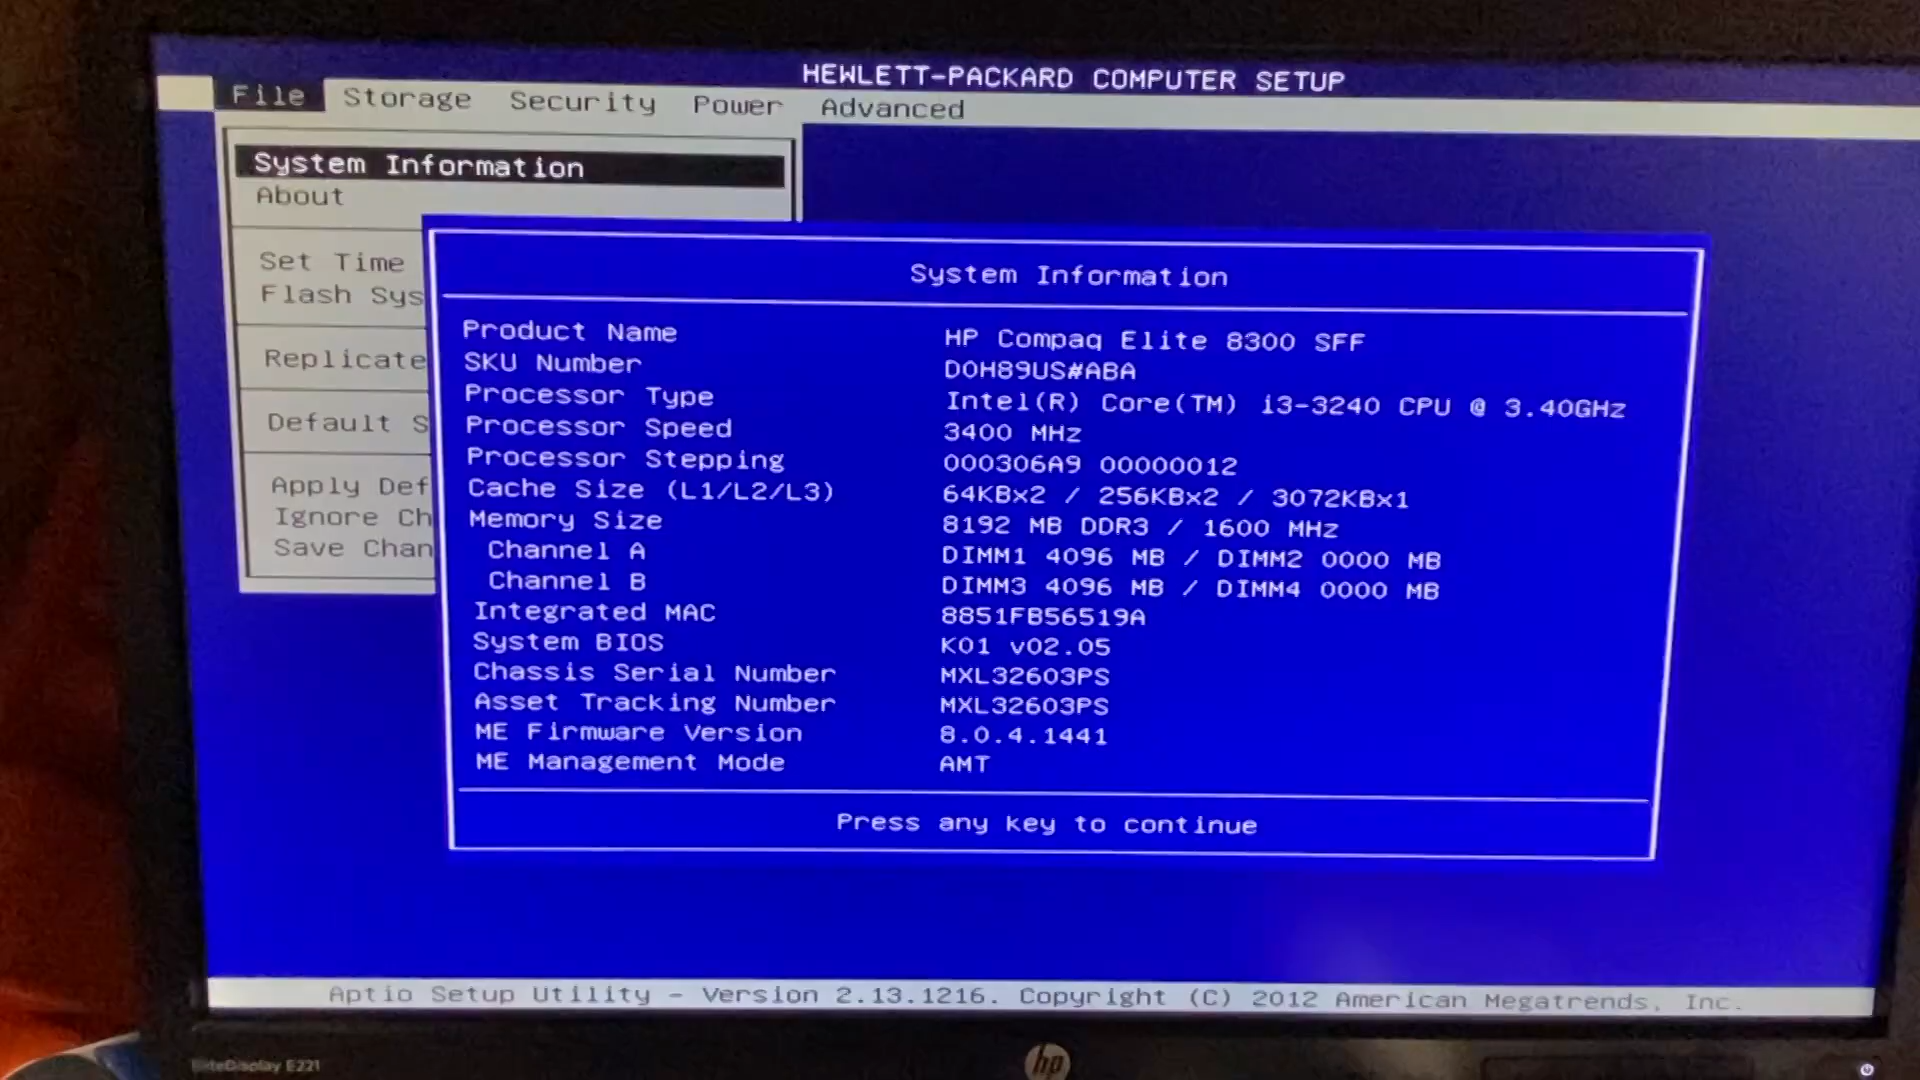 HEWLETT-PACKARD COMPUTER SETUP
File Storage Security Power Advanced
System Information
About
Set Time
Flash Sys
Replicate
Default S
Apply Def
Ignore Ch
Save Chan
System Information
Product Name HP Compaq Elite 8300 SFF
SKU Number D0H89US#ABA
Processor Type Intel(R) Core(TM) i3-3240 CPU @ 3.40GHz
Processor Speed 3400 MHz
Processor Stepping 000306A9 00000012
Cache Size (L1/L2/L3) 64KBx2 / 256KBx2 / 3072KBx1
Memory Size 8192 MB DDR3 / 1600 MHz
Channel A DIMM1 4096 MB / DIMM2 0000 MB
Channel B DIMM3 4096 MB / DIMM4 0000 MB
Integrated MAC 8851FB56519A
System BIOS K01 v02.05
Chassis Serial Number MXL32603PS
Asset Tracking Number MXL32603PS
ME Firmware Version 8.0.4.1441
ME Management Mode AMT
Press any key to continue
Aptio Setup Utility - Version 2.13.1216. Copyright (C) 2012 American Megatrends, Inc.
EliteDisplay E221
hp